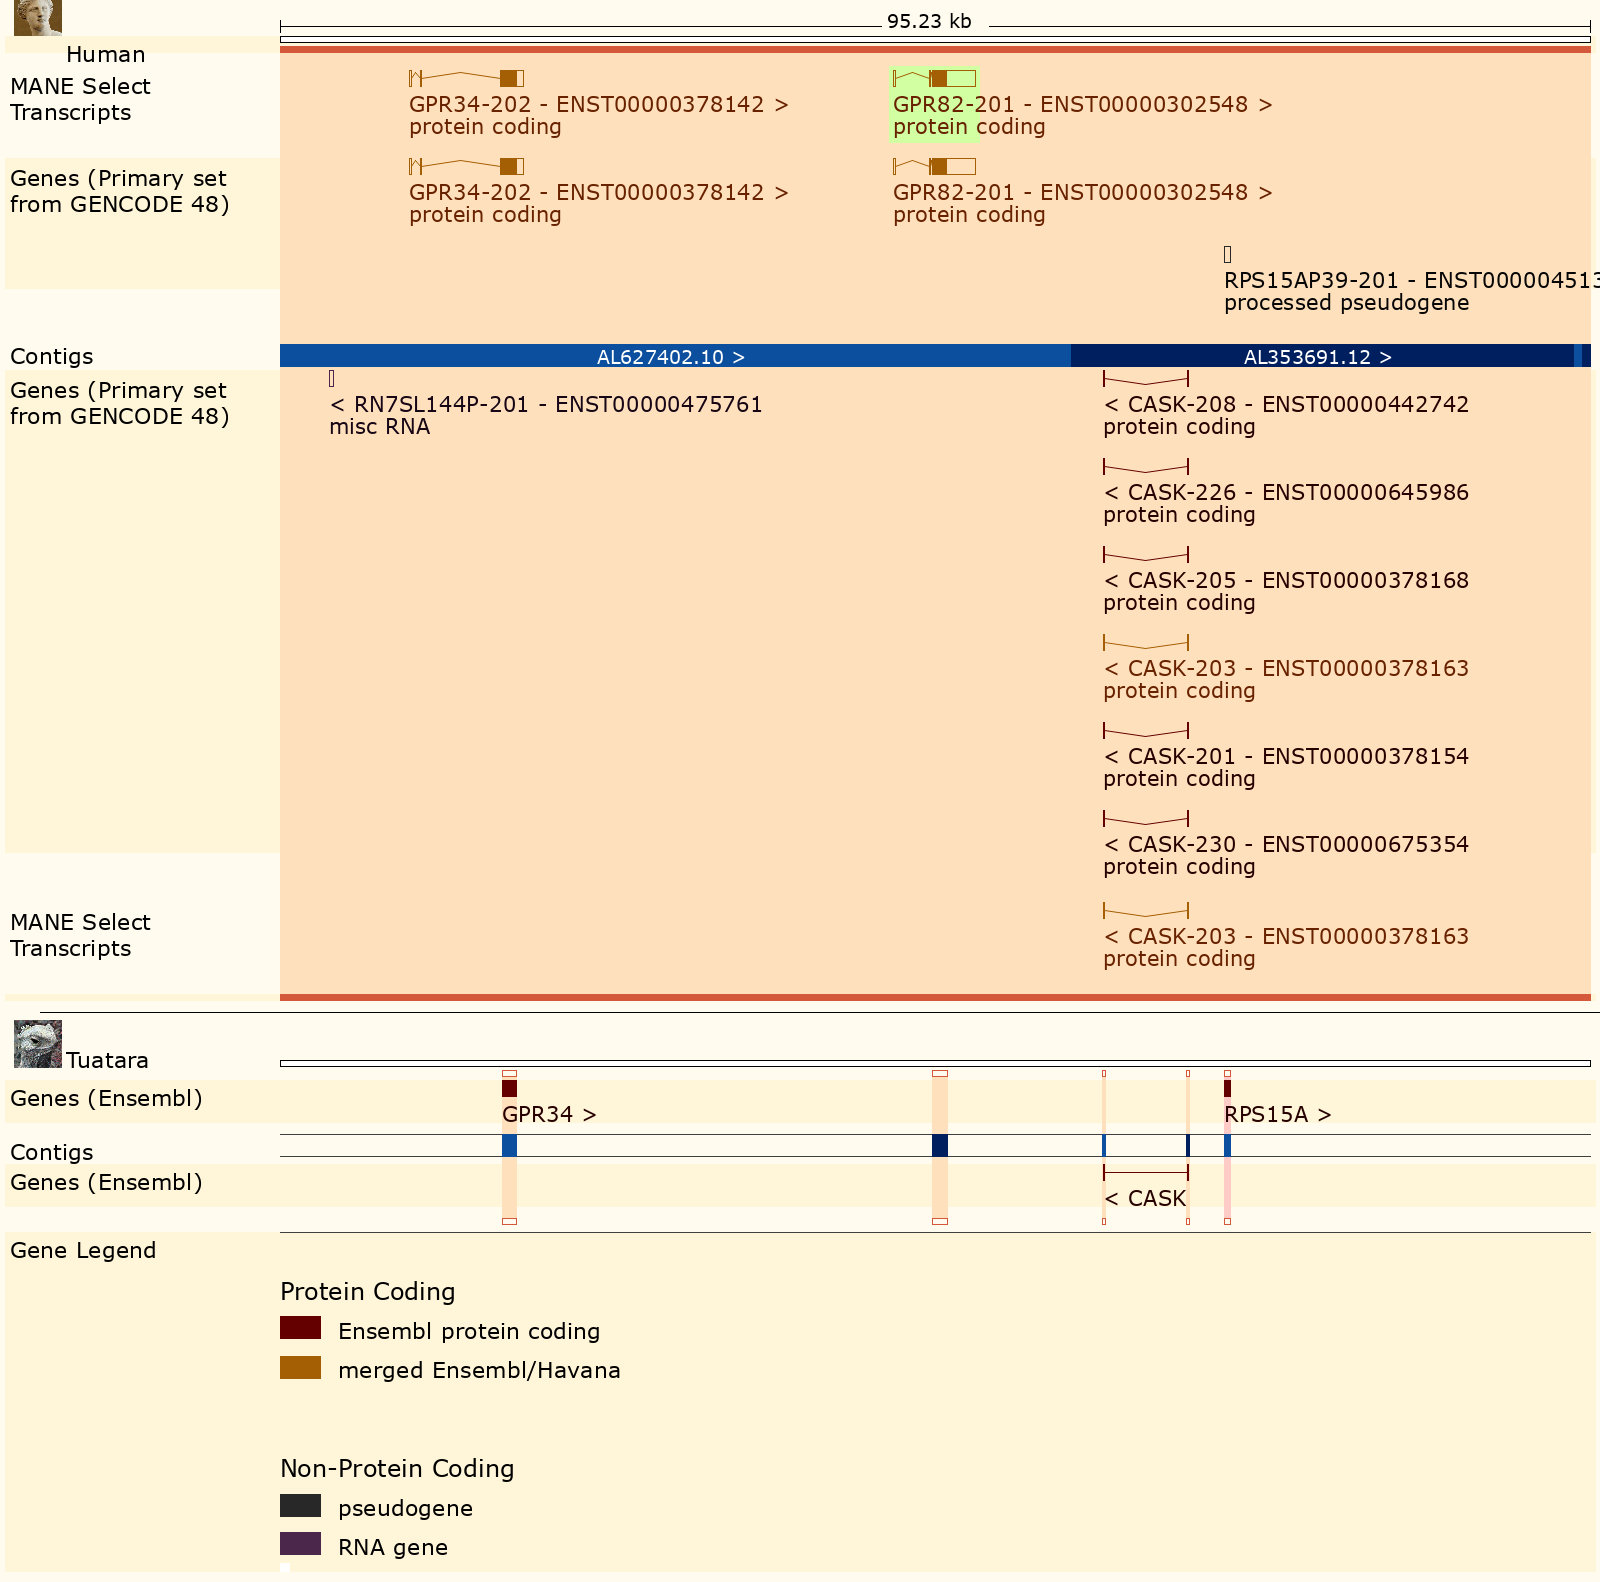 95.23 kb
Human
MANE Select
Transcripts
GPR34-202 - ENST00000378142 >
protein coding
GPR82-201 - ENST00000302548 >
protein coding
Genes (Primary set
from GENCODE 48)
GPR34-202 - ENST00000378142 >
protein coding
GPR82-201 - ENST00000302548 >
protein coding
RPS15AP39-201 - ENST000004513
processed pseudogene
Contigs
AL627402.10 >
AL353691.12 >
Genes (Primary set
from GENCODE 48)
< RN7SL144P-201 - ENST00000475761
misc RNA
< CASK-208 - ENST00000442742
protein coding
< CASK-226 - ENST00000645986
protein coding
< CASK-205 - ENST00000378168
protein coding
< CASK-203 - ENST00000378163
protein coding
< CASK-201 - ENST00000378154
protein coding
< CASK-230 - ENST00000675354
protein coding
MANE Select
Transcripts
< CASK-203 - ENST00000378163
protein coding
Tuatara
Genes (Ensembl)
GPR34 >
RPS15A >
Contigs
Genes (Ensembl)
< CASK
Gene Legend
Protein Coding
Ensembl protein coding
merged Ensembl/Havana
Non-Protein Coding
pseudogene
RNA gene